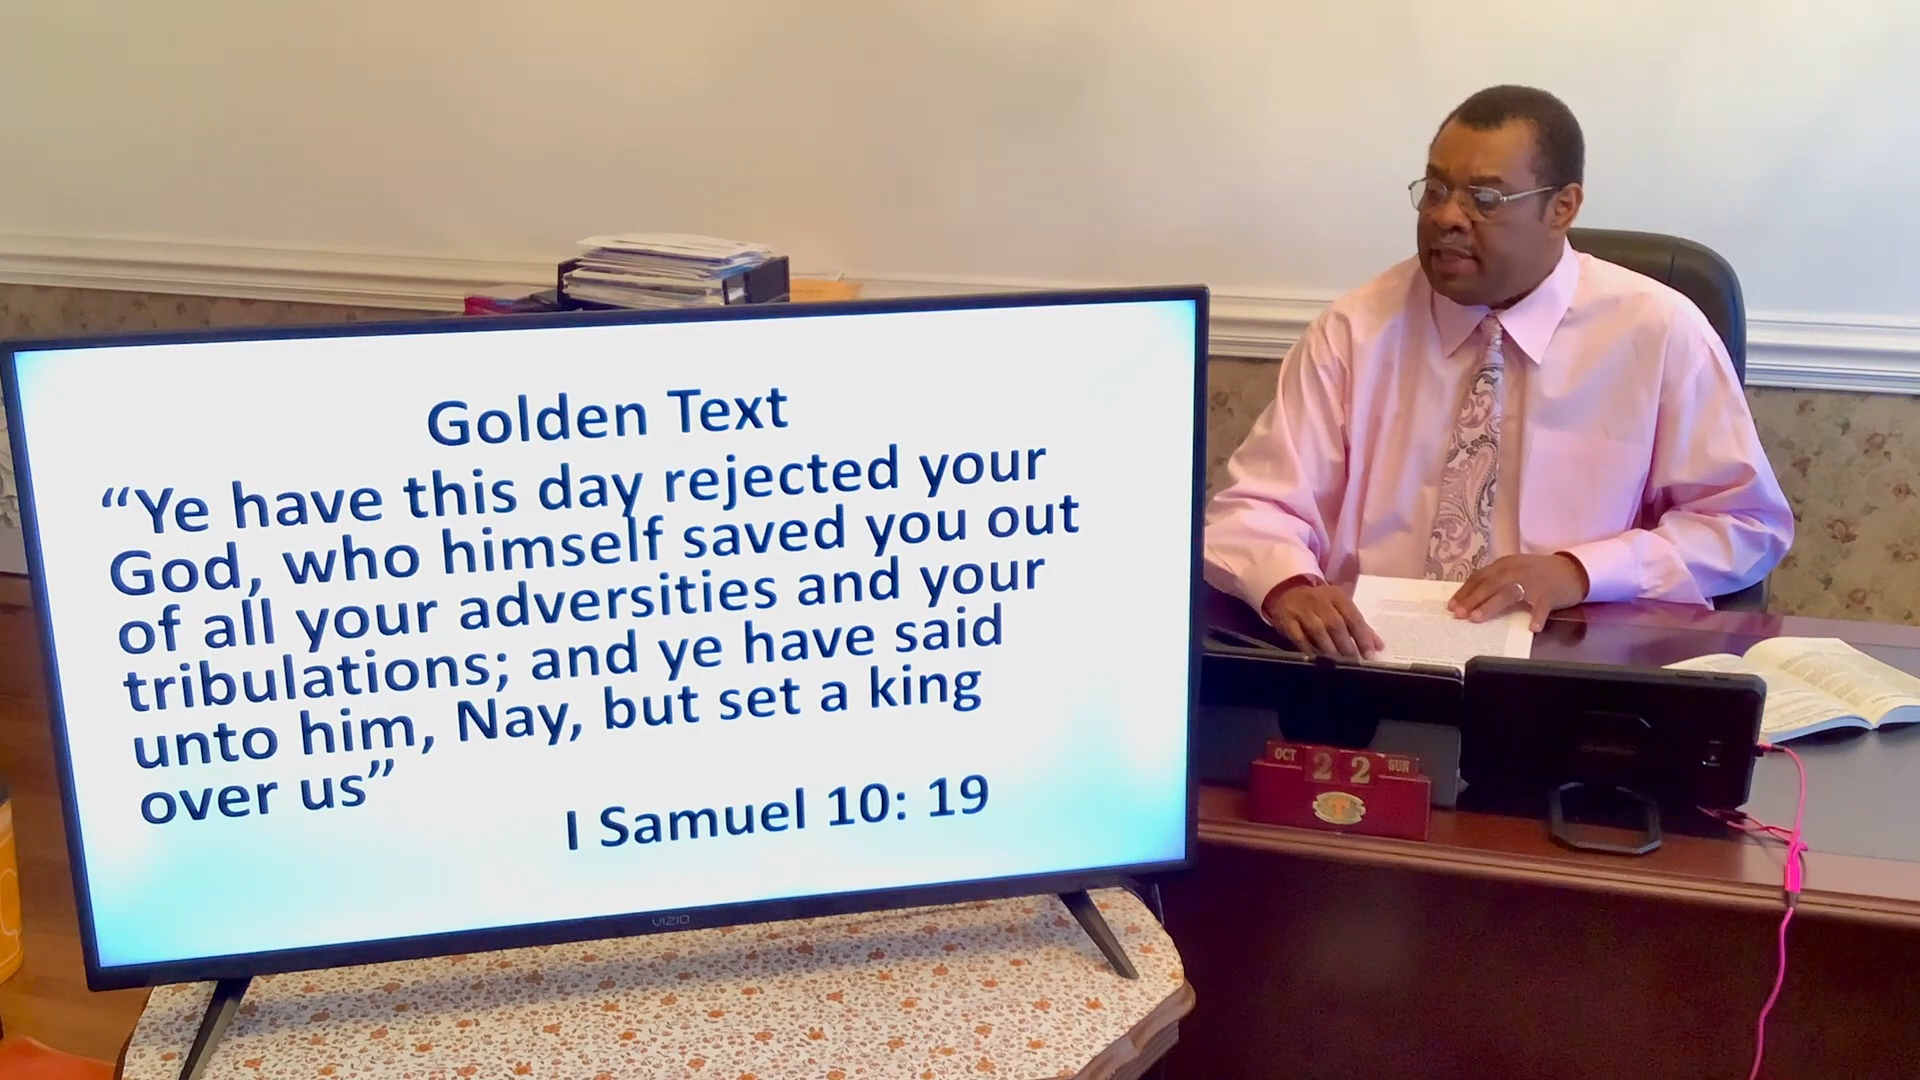 Golden Text
“Ye have this day rejected your
God, who himself saved you out
of all your adversities and your
tribulations; and ye have said
unto him, Nay, but set a king
over us”
I Samuel 10: 19
VIZIO
OCT 22 SUN
T